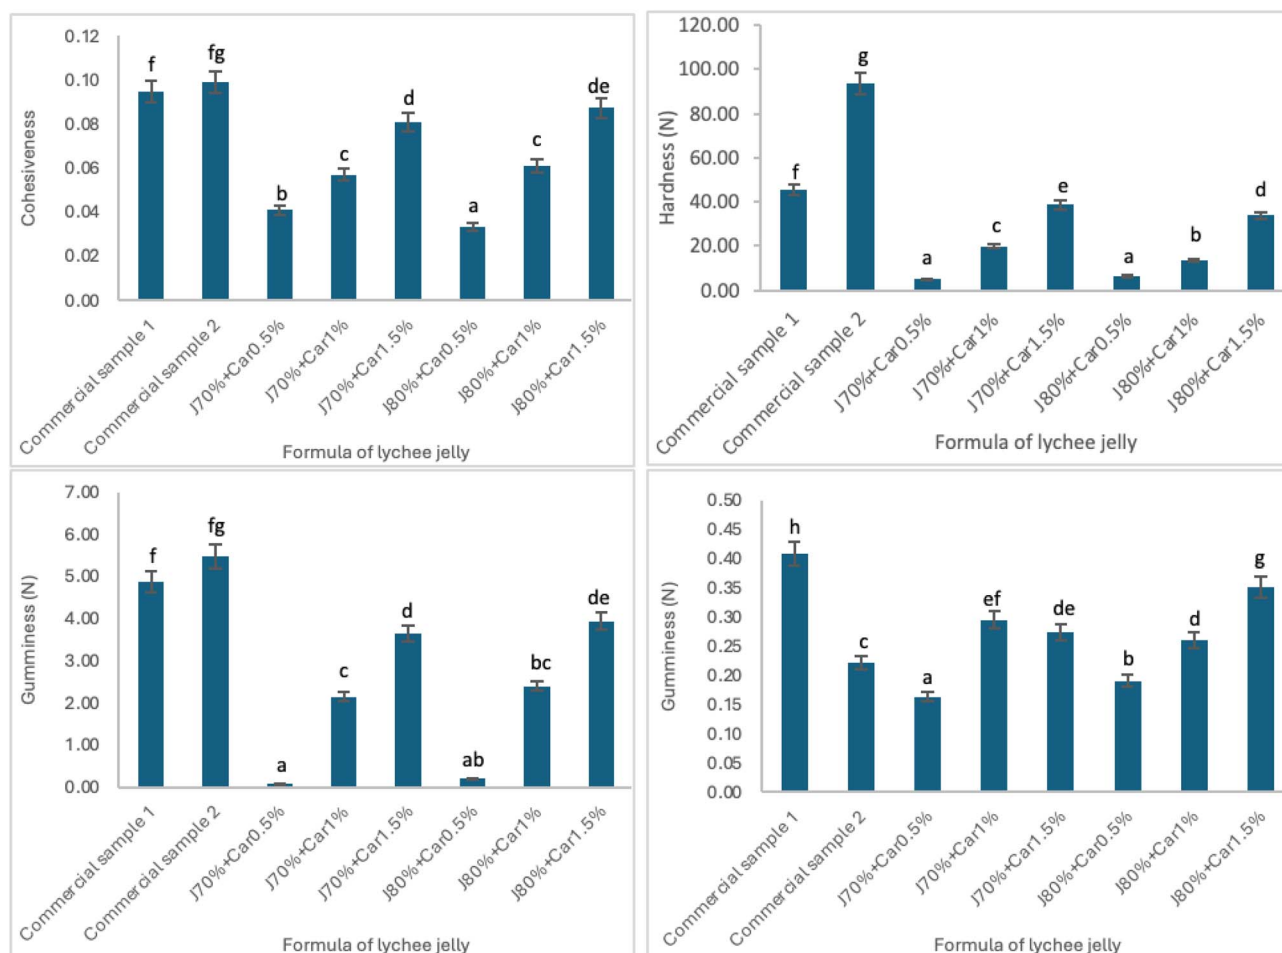 0.12
0.10
0.08
0.06
0.04
0.02
0.00
Cohesiveness
f
fg
b
c
d
a
c
de
Commercial sample 1
Commercial sample 2
J70%+Car0.5%
J70%+Car1%
J70%+Car1.5%
J80%+Car0.5%
J80%+Car1%
J80%+Car1.5%
Formula of lychee jelly
120.00
100.00
80.00
60.00
40.00
20.00
0.00
Hardness (N)
f
g
a
c
e
a
b
d
Commercial sample 1
Commercial sample 2
J70%+Car0.5%
J70%+Car1%
J70%+Car1.5%
J80%+Car0.5%
J80%+Car1%
J80%+Car1.5%
Formula of lychee jelly
7.00
6.00
5.00
4.00
3.00
2.00
1.00
0.00
Gumminess (N)
f
fg
a
c
d
ab
bc
de
Commercial sample 1
Commercial sample 2
J70%+Car0.5%
J70%+Car1%
J70%+Car1.5%
J80%+Car0.5%
J80%+Car1%
J80%+Car1.5%
Formula of lychee jelly
0.50
0.45
0.40
0.35
0.30
0.25
0.20
0.15
0.10
0.05
0.00
Gumminess (N)
h
c
a
ef
de
b
d
g
Commercial sample 1
Commercial sample 2
J70%+Car0.5%
J70%+Car1%
J70%+Car1.5%
J80%+Car0.5%
J80%+Car1%
J80%+Car1.5%
Formula of lychee jelly